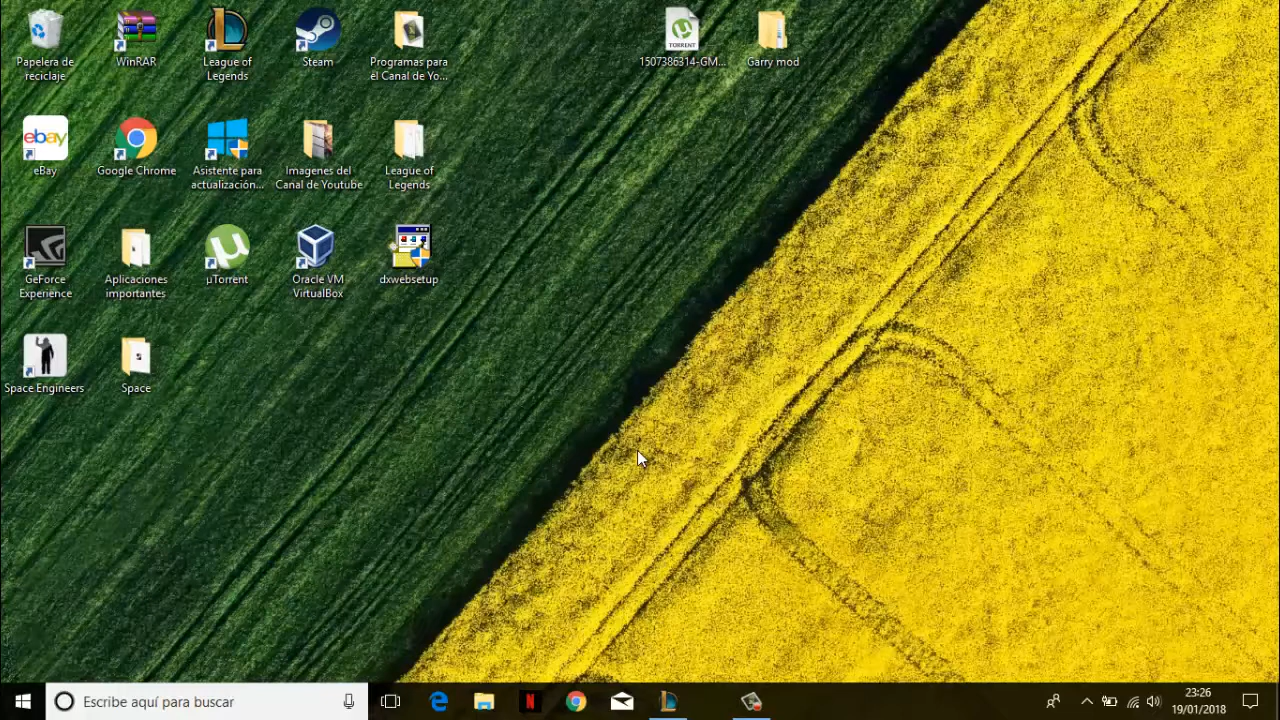 Papelera de
reciclaje
WinRAR
League of
Legends
Steam
Programas para
el Canal de Yo...
TORRENT
1507386314-GM...
Garry mod
ebay
eBay
Google Chrome
Asistente para
actualización...
Imagenes del
Canal de Youtube
League of
Legends
GeForce
Experience
Aplicaciones
importantes
µTorrent
Oracle VM
VirtualBox
dxwebsetup
Space Engineers
Space
Escribe aquí para buscar
23:26
19/01/2018